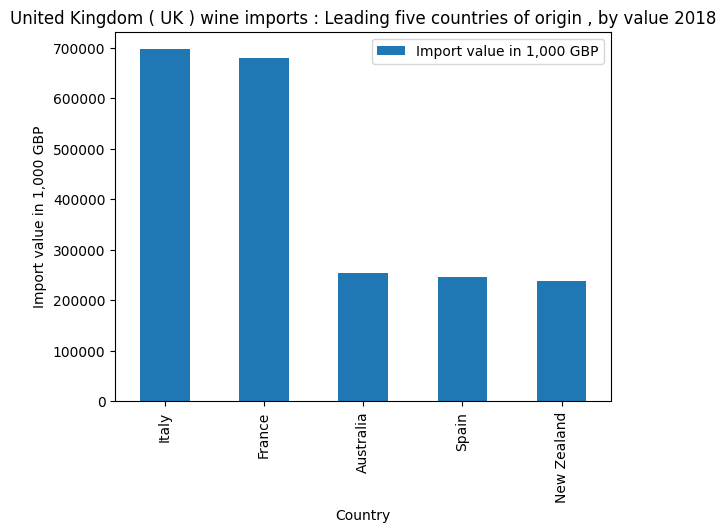 United Kingdom ( UK ) wine imports : Leading five countries of origin , by value 2018
Import value in 1,000 GBP
Import value in 1,000 GBP
700000
600000
500000
400000
300000
200000
100000
0
Italy
France
Australia
Spain
New Zealand
Country